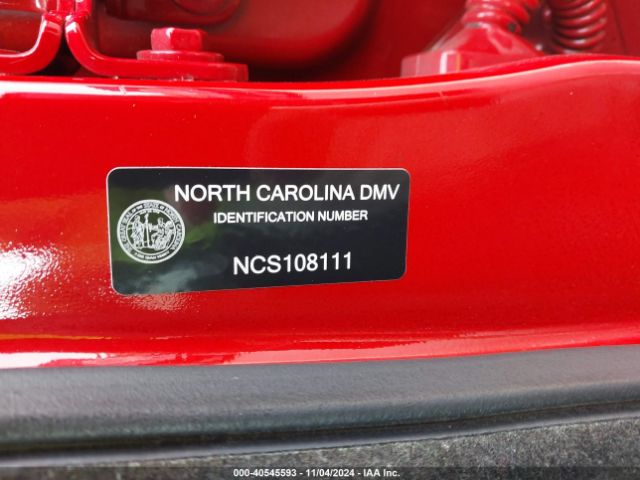 NORTH CAROLINA DMV
IDENTIFICATION NUMBER
NCS108111
000-40545593 - 11/04/2024 - IAA Inc.